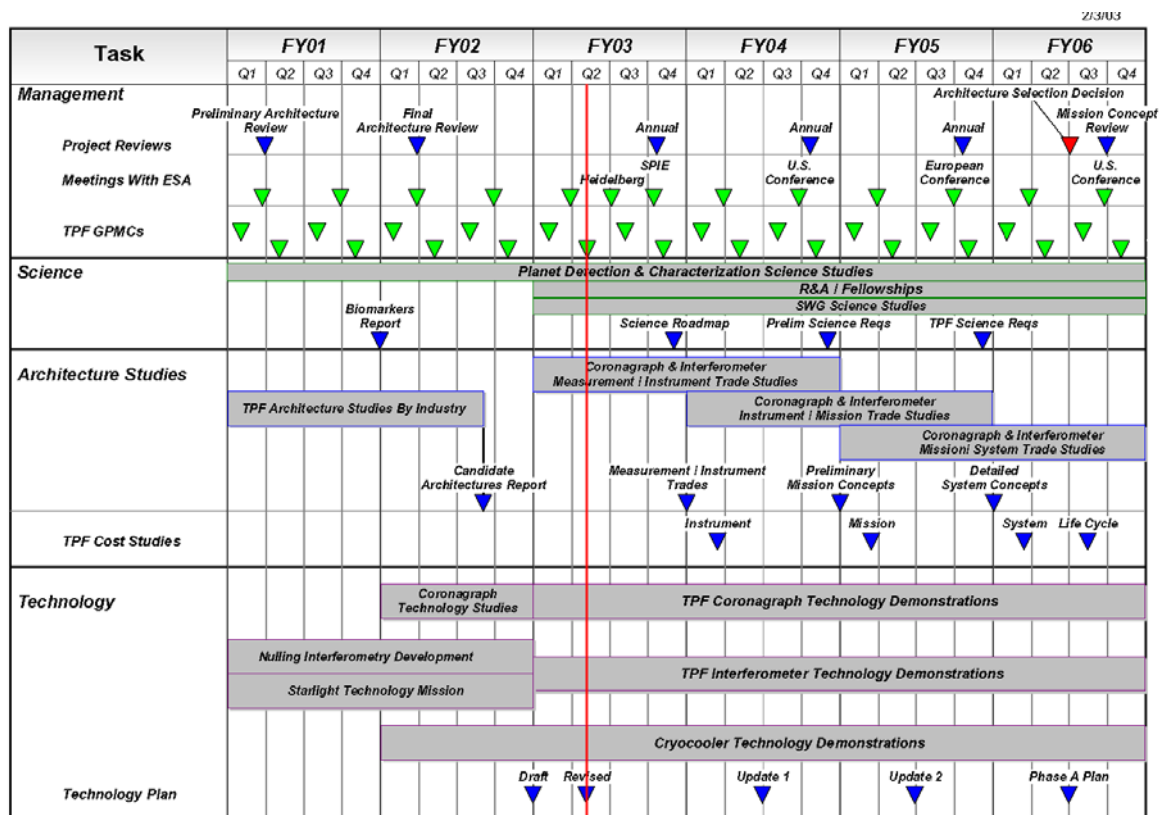 2/3/03
Task
FY01 FY02 FY03 FY04 FY05 FY06
Q1 Q2 Q3 Q4 Q1 Q2 Q3 Q4 Q1 Q2 Q3 Q4 Q1 Q2 Q3 Q4 Q1 Q2 Q3 Q4 Q1 Q2 Q3 Q4
Management
Architecture Selection Decision
Preliminary Architecture
Review
Final
Architecture Review
Annual
Annual
Annual
Mission Concept
Review
Project Reviews
Meetings With ESA
Heidelberg
SPIE
U.S.
Conference
European
Conference
U.S.
Conference
TPF GPMCs
Science
Planet Detection & Characterization Science Studies
R&A / Fellowships
SWG Science Studies
Biomarkers
Report
Science Roadmap
Prelim Science Reqs
TPF Science Reqs
Architecture Studies
Coronagraph & Interferometer
Measurement / Instrument Trade Studies
TPF Architecture Studies By Industry
Coronagraph & Interferometer
Instrument / Mission Trade Studies
Coronagraph & Interferometer
Mission/ System Trade Studies
Candidate
Architectures Report
Measurement / Instrument
Trades
Preliminary
Mission Concepts
Detailed
System Concepts
TPF Cost Studies
Instrument
Mission
System
Life Cycle
Technology
Coronagraph
Technology Studies
TPF Coronagraph Technology Demonstrations
Nulling Interferometry Development
Starlight Technology Mission
TPF Interferometer Technology Demonstrations
Cryocooler Technology Demonstrations
Technology Plan
Draft
Revised
Update 1
Update 2
Phase A Plan